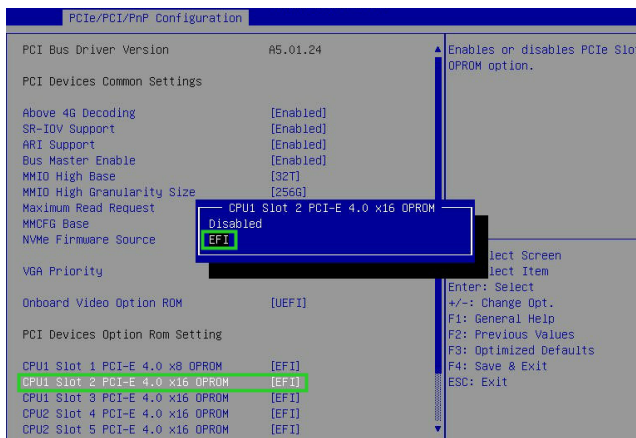 PCIe/PCI/PnP Configuration
PCI Bus Driver Version A5.01.24
PCI Devices Common Settings
Above 4G Decoding [Enabled]
SR-IOV Support [Enabled]
ARI Support [Enabled]
Bus Master Enable [Enabled]
MMIO High Base [32T]
MMIO High Granularity Size [256G]
Maximum Read Request
MMCFG Base
NVMe Firmware Source
VGA Priority
Onboard Video Option ROM [UEFI]
PCI Devices Option Rom Setting
CPU1 Slot 1 PCI-E 4.0 x8 OPROM [EFI]
CPU1 Slot 2 PCI-E 4.0 x16 OPROM [EFI]
CPU1 Slot 3 PCI-E 4.0 x16 OPROM [EFI]
CPU2 Slot 4 PCI-E 4.0 x16 OPROM [EFI]
CPU2 Slot 5 PCI-E 4.0 x16 OPROM [EFI]
CPU1 Slot 2 PCI-E 4.0 x16 OPROM
Disabled
EFI
Enables or disables PCIe Slo
OPROM option.
lect Screen
lect Item
Enter: Select
+/-: Change Opt.
F1: General Help
F2: Previous Values
F3: Optimized Defaults
F4: Save & Exit
ESC: Exit